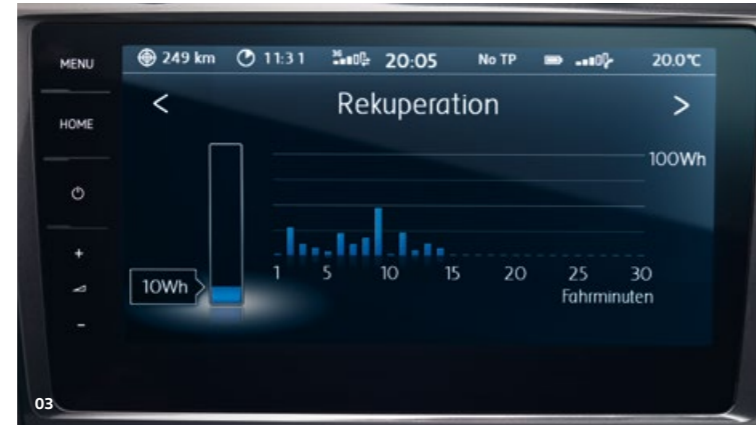 MENU
HOME
249 km 11:31 3G 20:05 No TP 20.0°C
< Rekuperation >
100Wh
10Wh
1 5 10 15 20 25 30
Fahrminuten
+
-
03